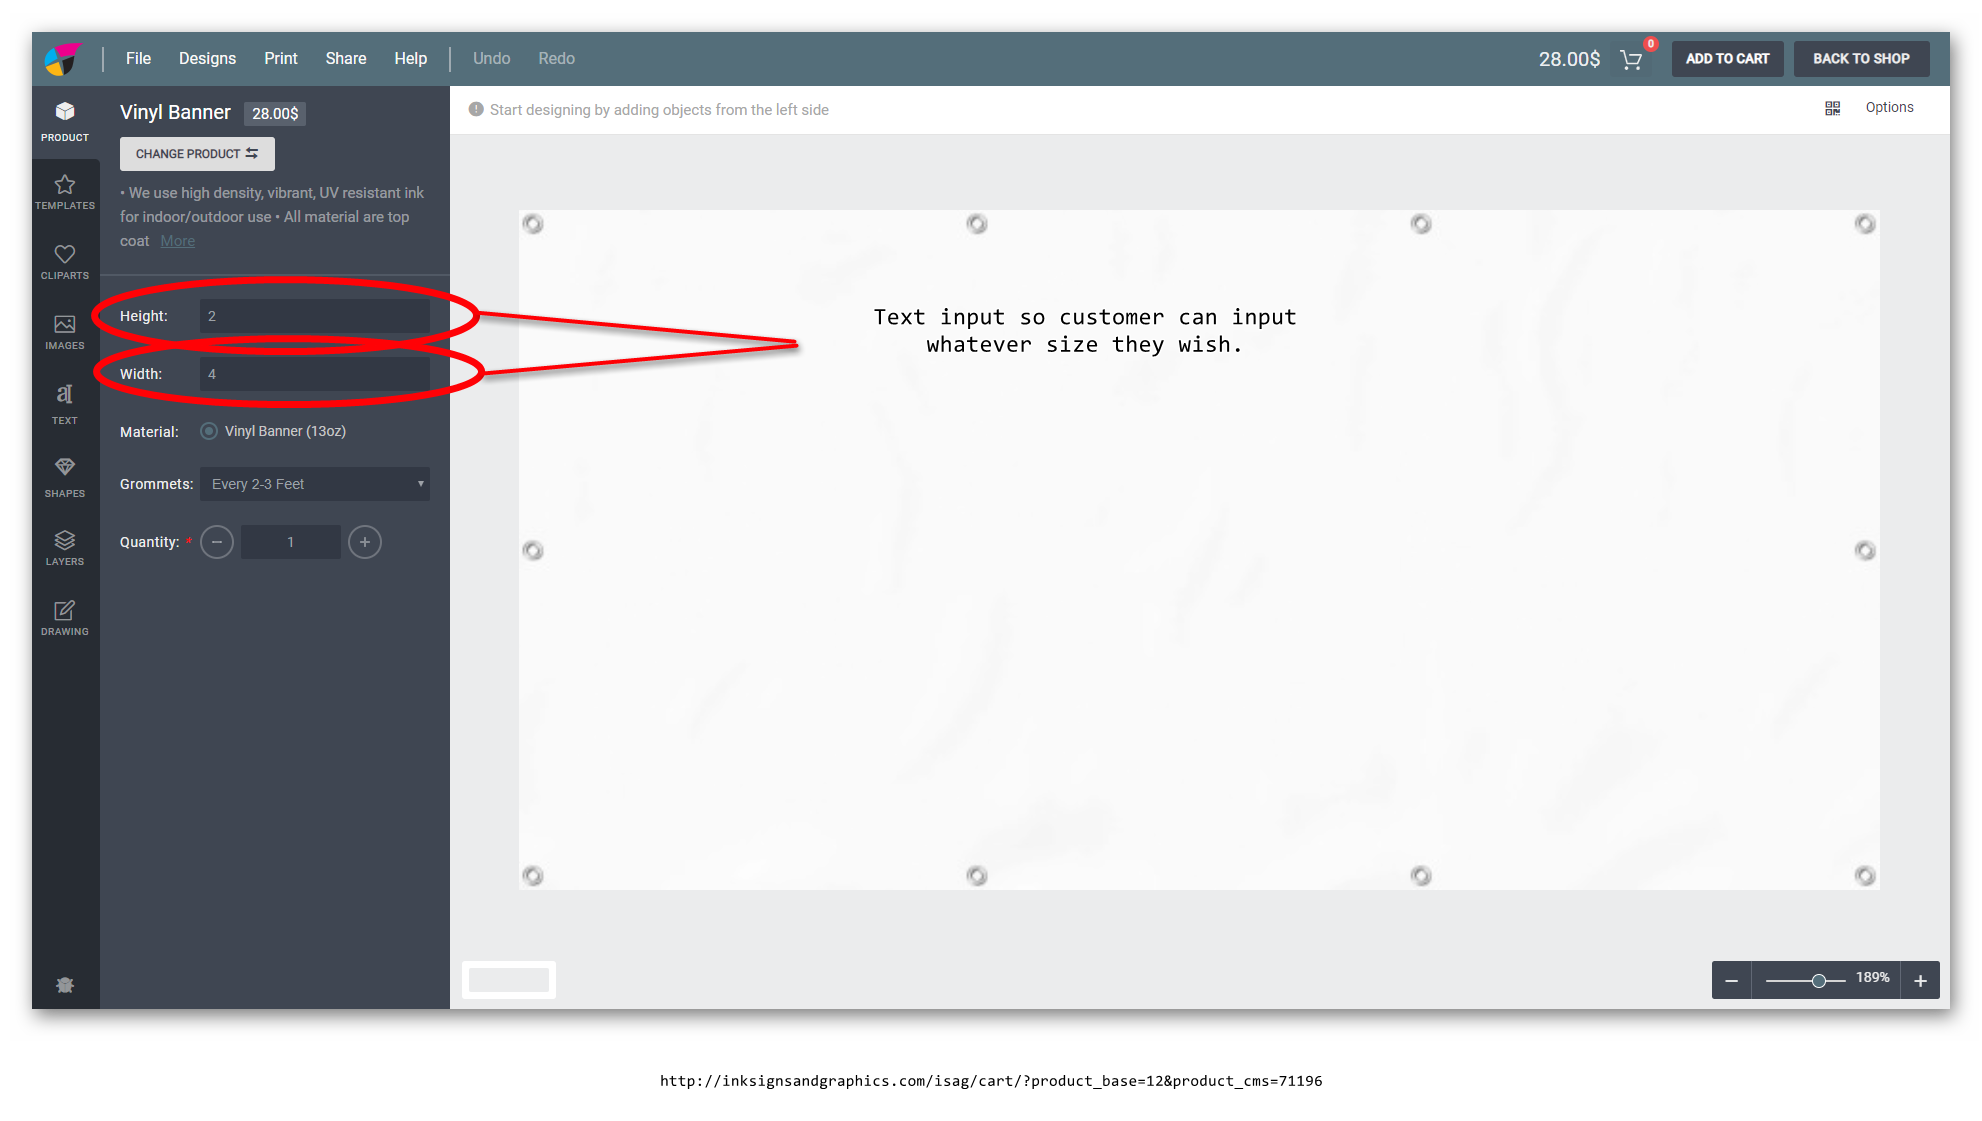 File Designs Print Share Help Undo Redo 28.00$ 0 ADD TO CART BACK TO SHOP
PRODUCT
TEMPLATES
CLIPARTS
IMAGES
TEXT
SHAPES
LAYERS
DRAWING
Vinyl Banner 28.00$
CHANGE PRODUCT
• We use high density, vibrant, UV resistant ink
for indoor/outdoor use • All material are top
coat More
Height: 2
Width: 4
Material: Vinyl Banner (13oz)
Grommets: Every 2-3 Feet
Quantity: * 1
Start designing by adding objects from the left side
Options
Text input so customer can input
whatever size they wish.
189%
http://inksignsandgraphics.com/isag/cart/?product_base=12&product_cms=71196